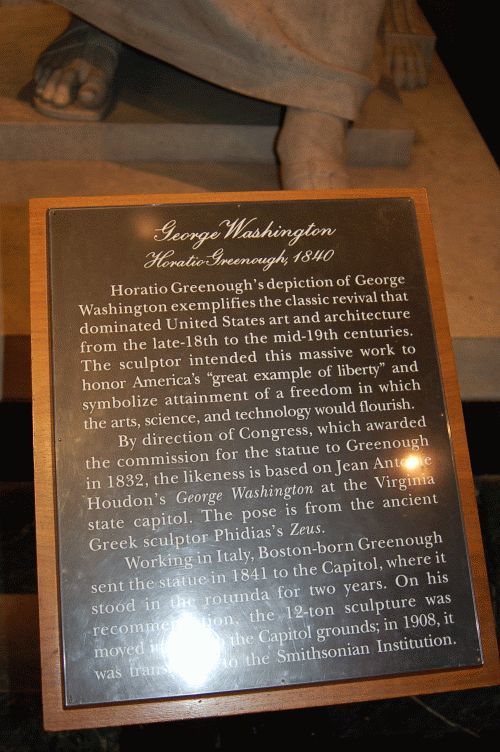 George Washington
Horatio Greenough, 1840
Horatio Greenough's depiction of George
Washington exemplifies the classic revival that
dominated United States art and architecture
from the late-18th to the mid-19th centuries.
The sculptor intended this massive work to
honor America's "great example of liberty" and
symbolize attainment of a freedom in which
the arts, science, and technology would flourish.
By direction of Congress, which awarded
the commission for the statue to Greenough
in 1832, the likeness is based on Jean Antoine
Houdon's George Washington at the Virginia
state capitol. The pose is from the ancient
Greek sculptor Phidias's Zeus.
Working in Italy, Boston-born Greenough
sent the statue in 1841 to the Capitol, where it
stood in the rotunda for two years. On his
recommendation, the 12-ton sculpture was
moved the Capitol grounds; in 1908, it
was to the Smithsonian Institution.